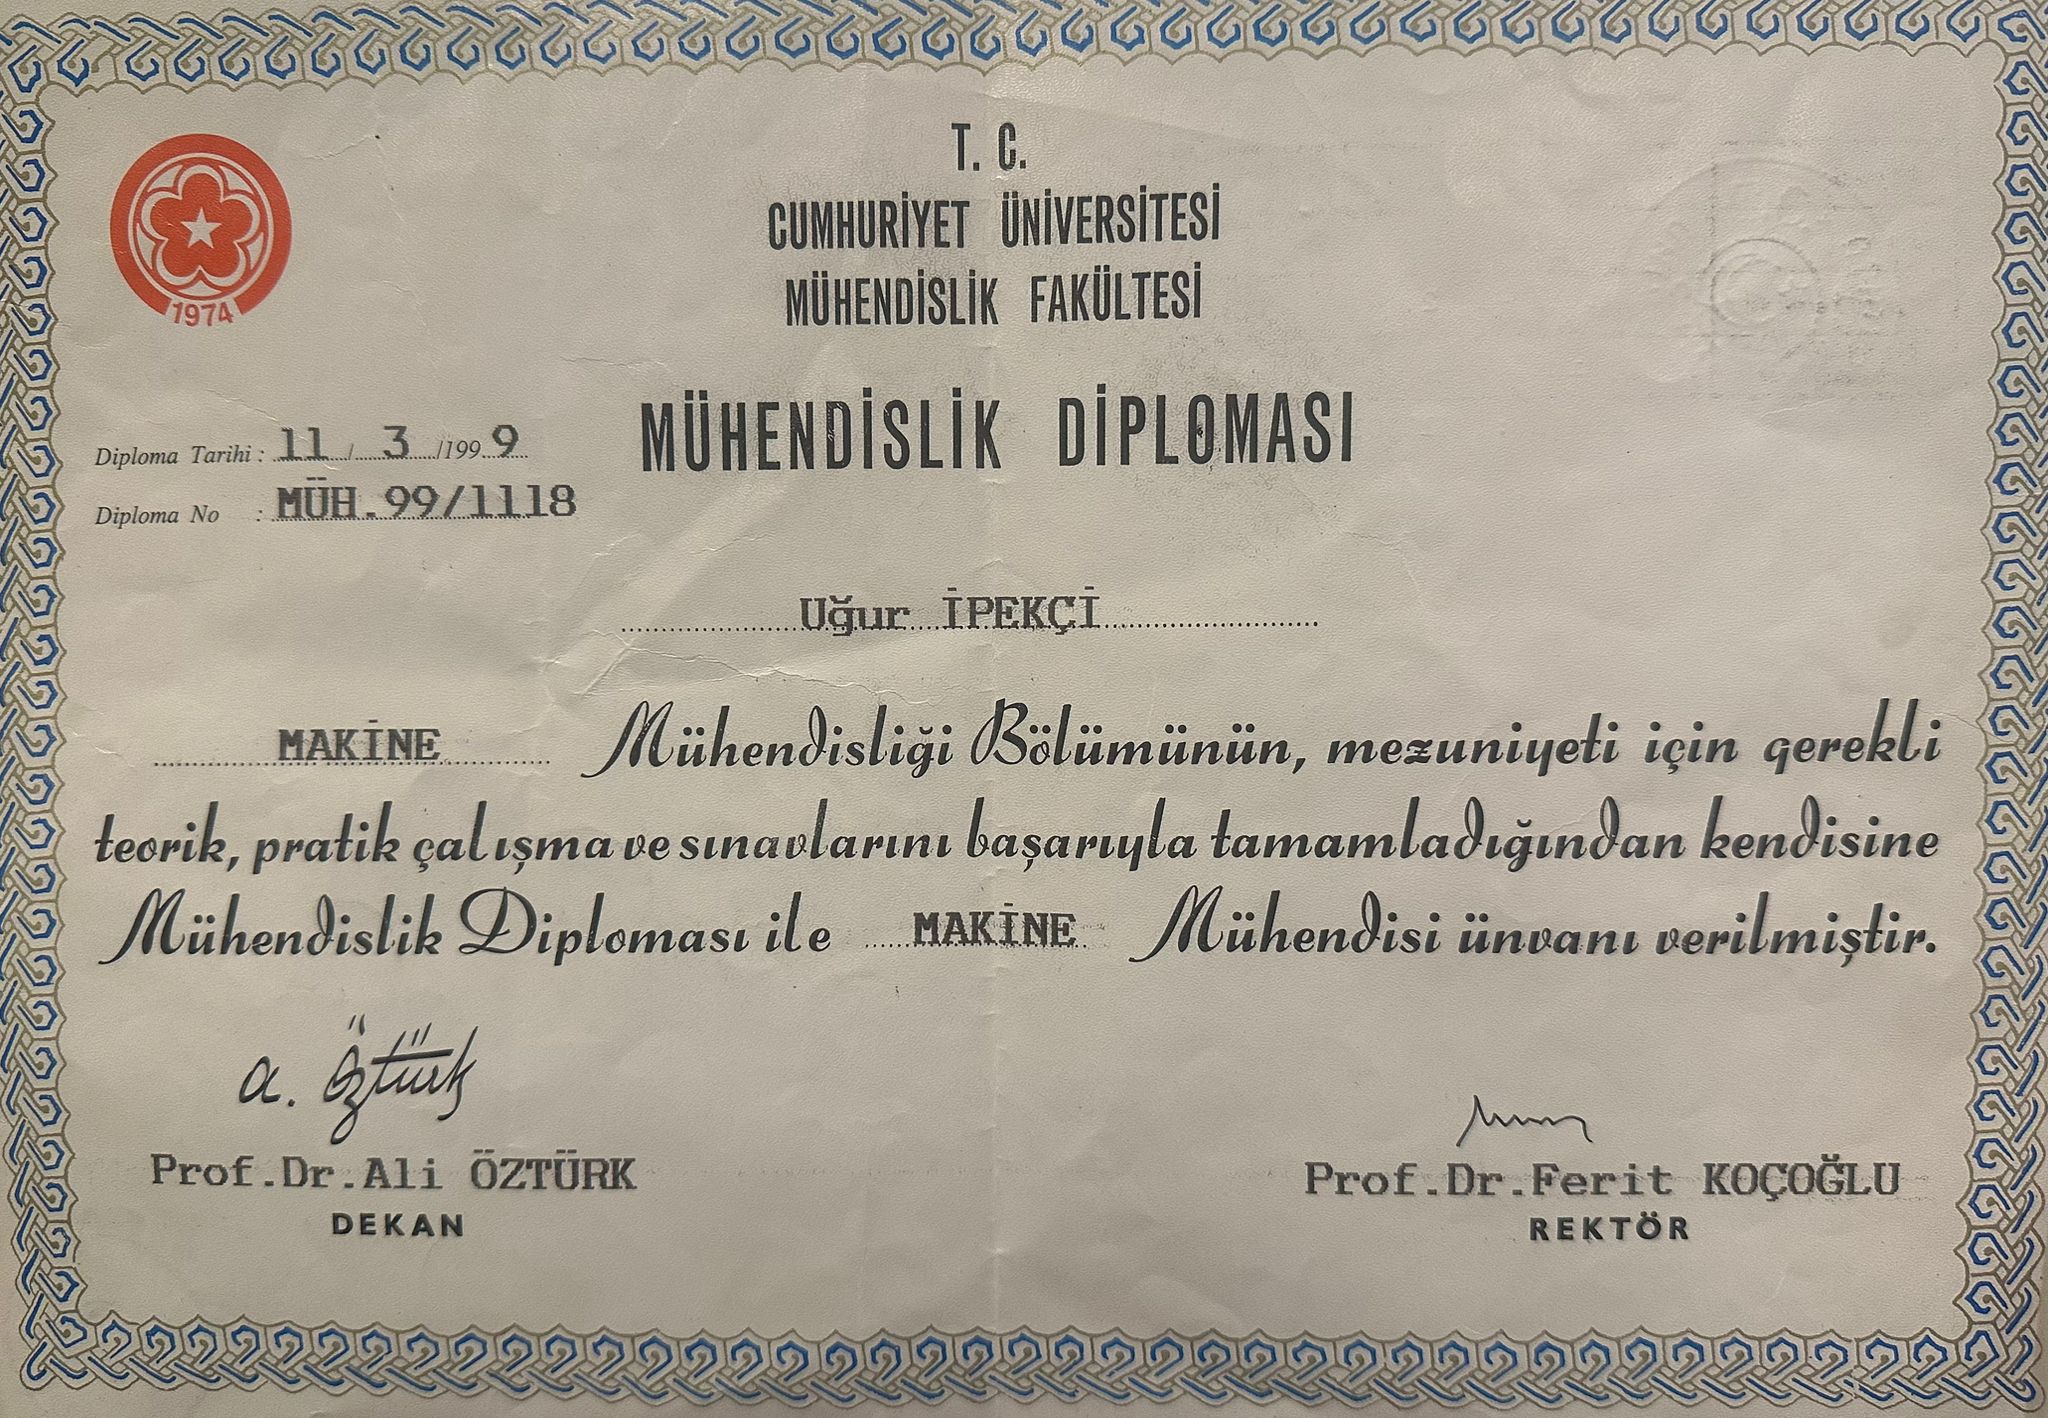 T. C.
CUMHURİYET ÜNİVERSİTESİ
MÜHENDİSLİK FAKÜLTESİ
1974
MÜHENDİSLİK DİPLOMASI
Diploma Tarihi : 11 / 3 /1999
Diploma No : MÜH.99/1118
Uğur İPEKÇİ
MAKİNE Mühendisliği Bölümünün, mezuniyeti için gerekli
teorik, pratik çalışma ve sınavlarını başarıyla tamamladığından kendisine
Mühendislik Diploması ile MAKİNE Mühendisi ünvanı verilmiştir.
a. Öztürk
Prof.Dr.Ali ÖZTÜRK
DEKAN
Prof.Dr.Ferit KOÇOĞLU
REKTÖR